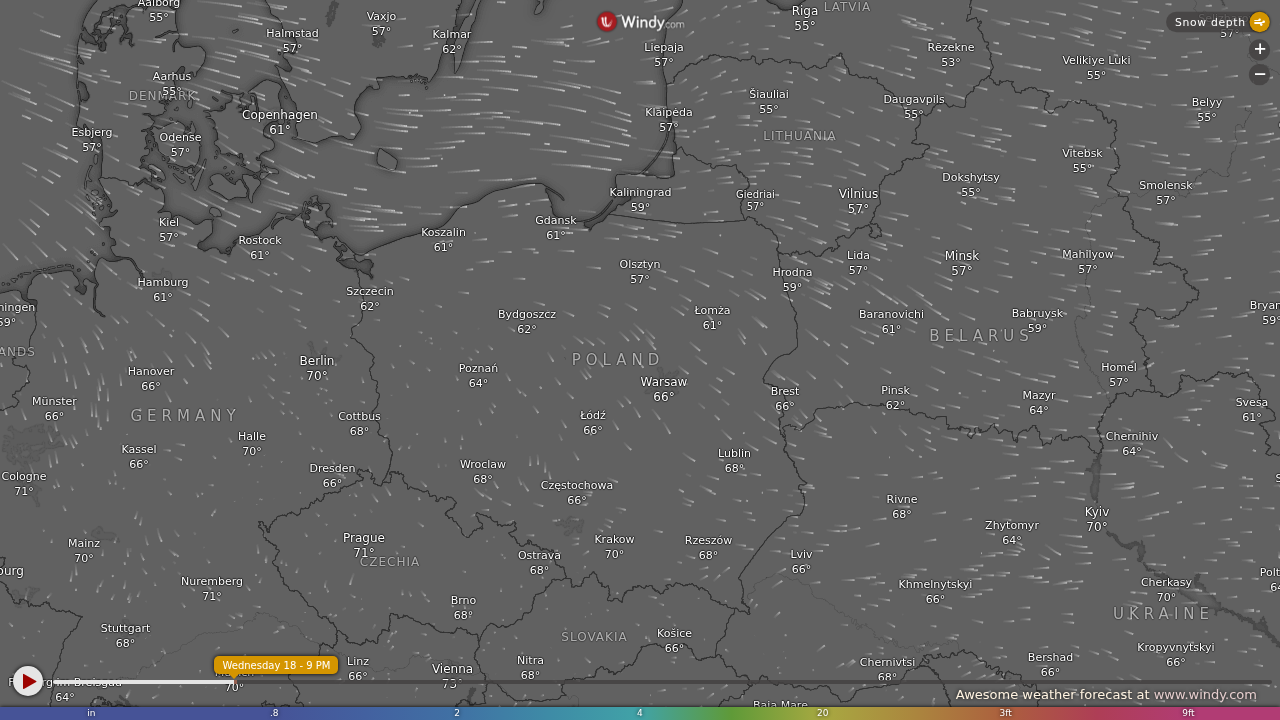 Aalborg
55°
Vaxjo
57°
Halmstad
57°
Kalmar
62°
Windy.com
Riga
55°
LATVIA
Snow depth
57°
Liepaja
57°
Rēzekne
53°
Velikiye Luki
55°
+
−
Aarhus
55°
DENMARK
Copenhagen
61°
Šiauliai
55°
Daugavpils
55°
Belyy
55°
Klaipėda
57°
Esbjerg
57°
Odense
57°
LITHUANIA
Vitebsk
55°
Dokshytsy
55°
Smolensk
57°
Kaliningrad
59°
Giedriai
57°
Vilnius
57°
Kiel
57°
Rostock
61°
Koszalin
61°
Gdansk
61°
Olsztyn
57°
Hrodna
59°
Lida
57°
Minsk
57°
Mahilyow
57°
Hamburg
61°
Szczecin
62°
Bydgoszcz
62°
Łomża
61°
Baranovichi
61°
Babruysk
59°
BELARUS
59°
ANDS
Hanover
66°
Berlin
70°
POLAND
Poznań
64°
Warsaw
66°
Brest
66°
Pinsk
62°
Homel
57°
Mazyr
64°
Svesa
61°
Münster
66°
GERMANY
Cottbus
68°
Łódź
66°
Halle
70°
Kassel
66°
Chernihiv
64°
Lublin
68°
Cologne
71°
Dresden
66°
Wroclaw
68°
Częstochowa
66°
Rivne
68°
Kyiv
70°
Zhytomyr
64°
Mainz
70°
Prague
71°
CZECHIA
Krakow
70°
Rzeszów
68°
Ostrava
68°
Lviv
66°
Nuremberg
71°
Khmelnytskyi
66°
Cherkasy
70°
UKRAINE
Brno
68°
Stuttgart
68°
SLOVAKIA
Košice
66°
Kropyvnytskyi
66°
Wednesday 18 - 9 PM
70°
Linz
66°
Vienna
73°
Nitra
68°
Chernivtsi
68°
Bershad
66°
64°
Baia Mare
Awesome weather forecast at www.windy.com
in
.8
2
4
20
3ft
9ft